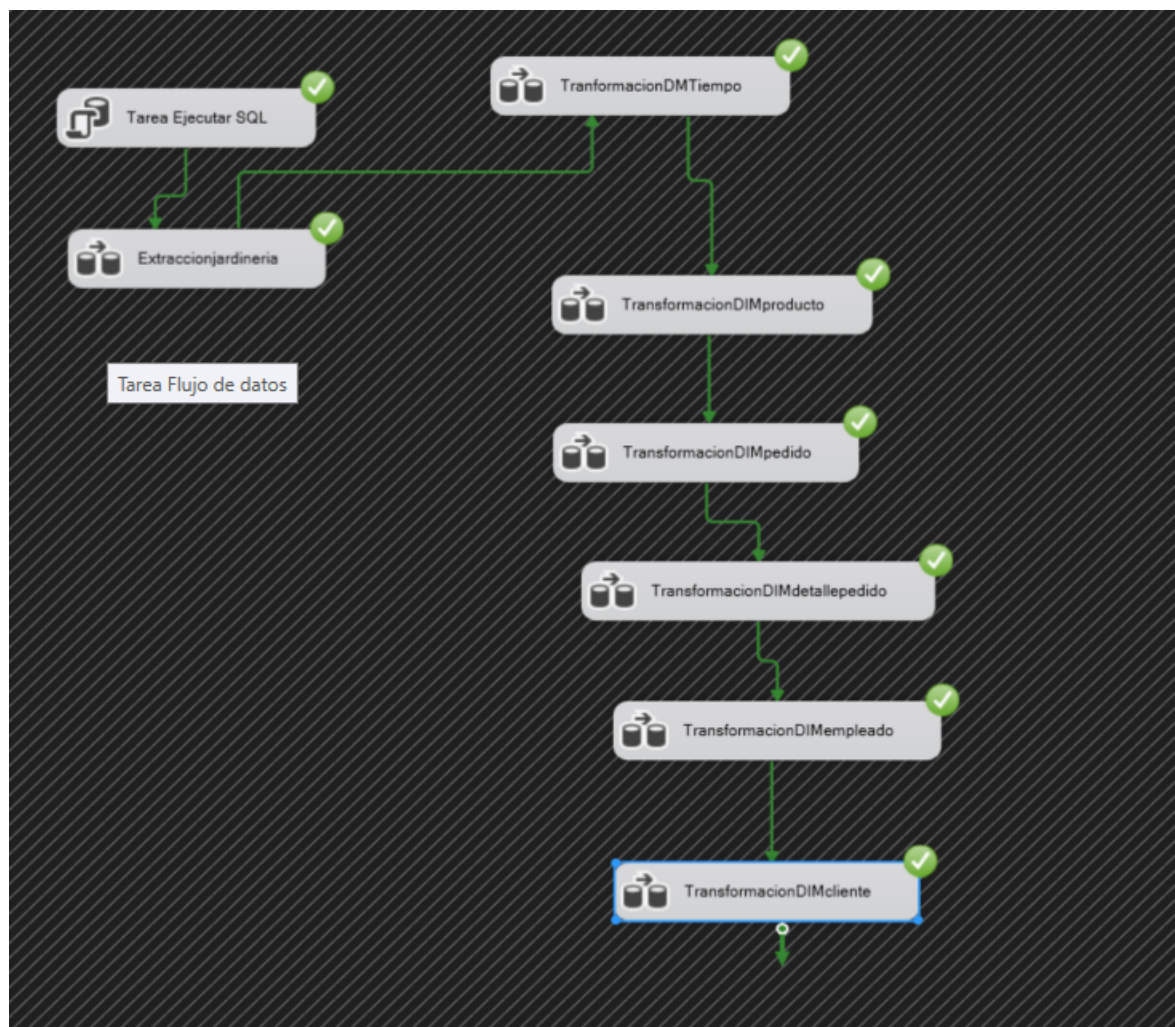 Tarea Ejecutar SQL
Extraccionjardineria
Tarea Flujo de datos
TranformacionDMTiempo
TransformacionDIMproducto
TransformacionDIMpedido
TransformacionDIMdetallepedido
TransformacionDIMempleado
TransformacionDIMcliente